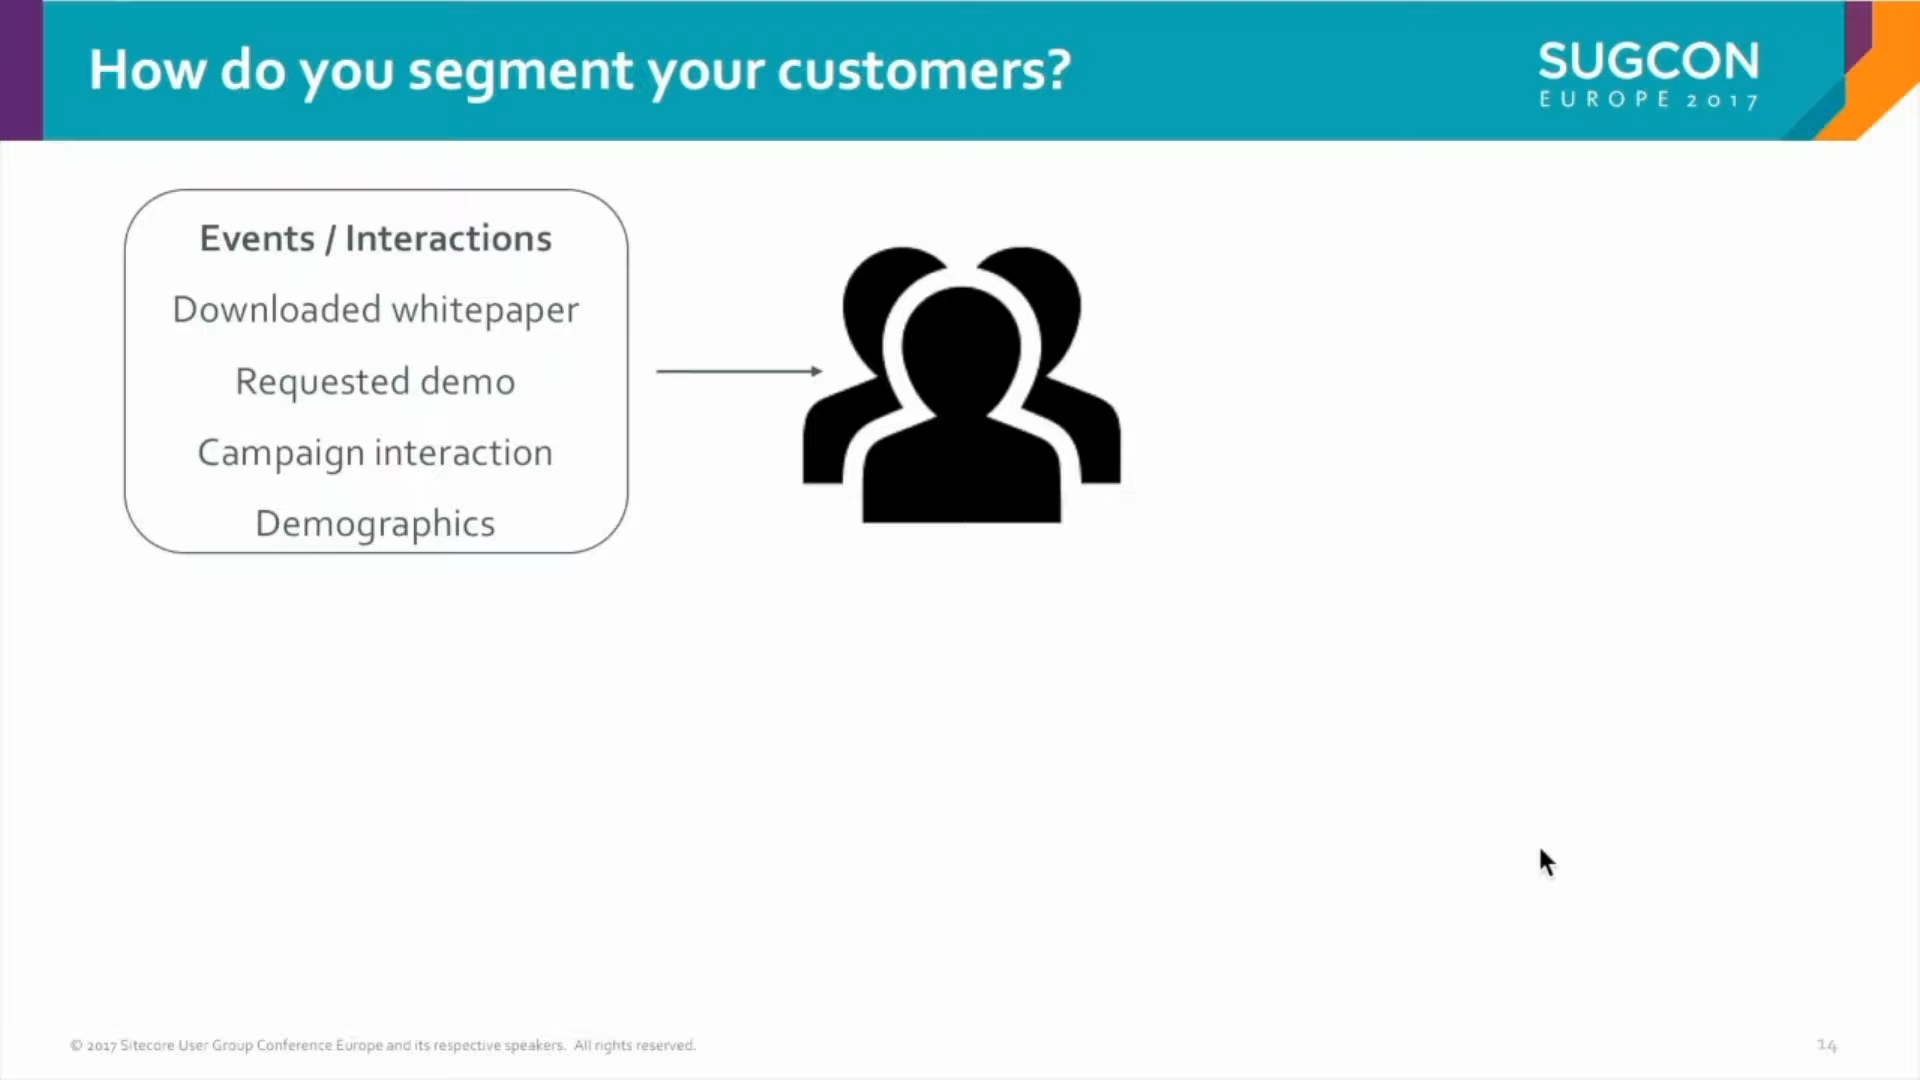 How do you segment your customers?
SUGCON
EUROPE 2017
Events / Interactions
Downloaded whitepaper
Requested demo
Campaign interaction
Demographics
© 2017 Sitecore User Group Conference Europe and its respective speakers. All rights reserved.
14